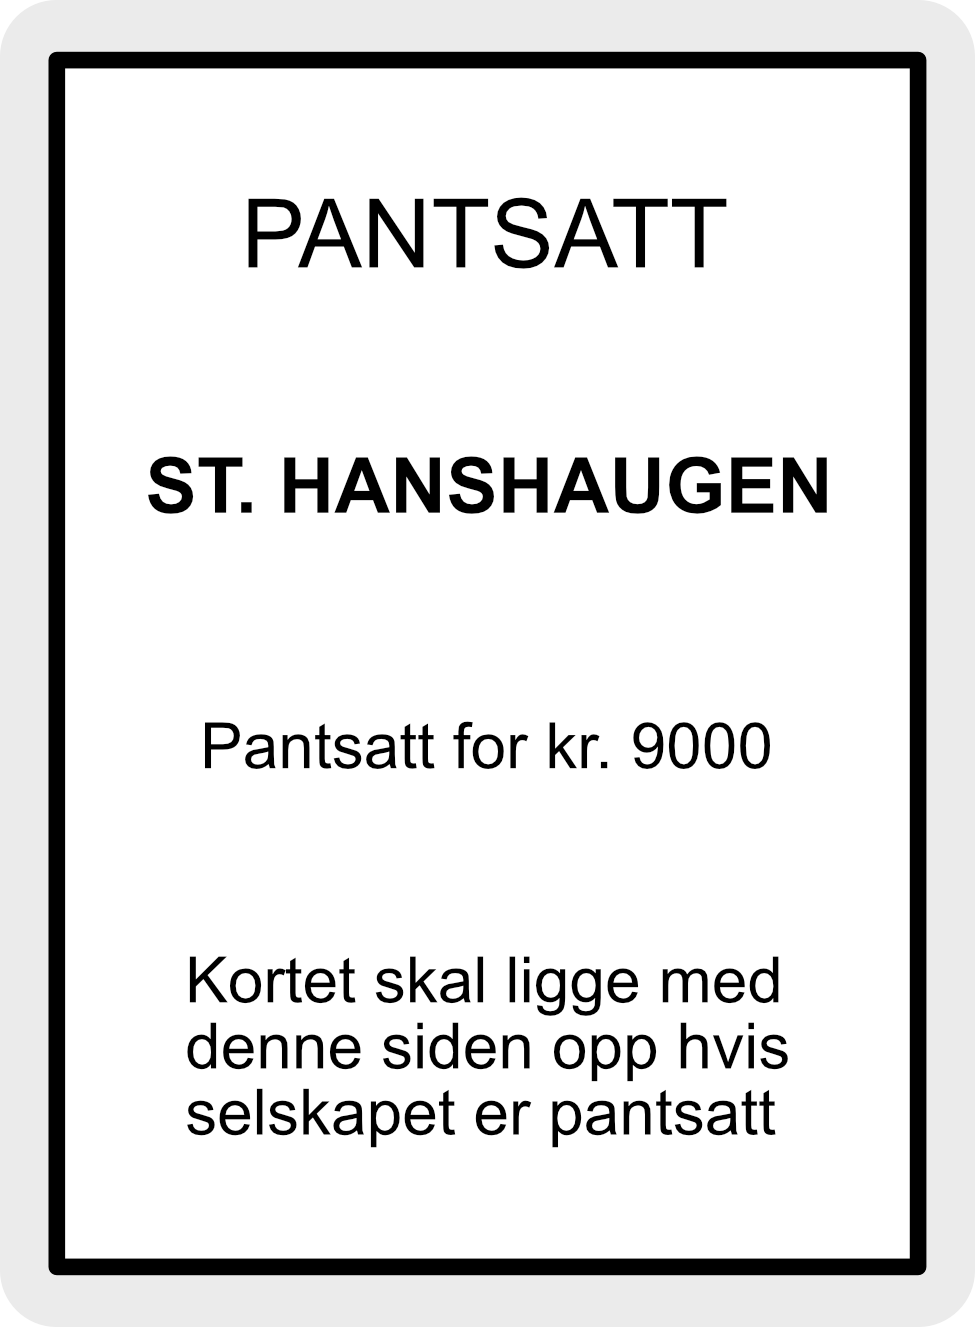 PANTSATT
ST. HANSHAUGEN
Pantsatt for kr. 9000
Kortet skal ligge med
denne siden opp hvis
selskapet er pantsatt